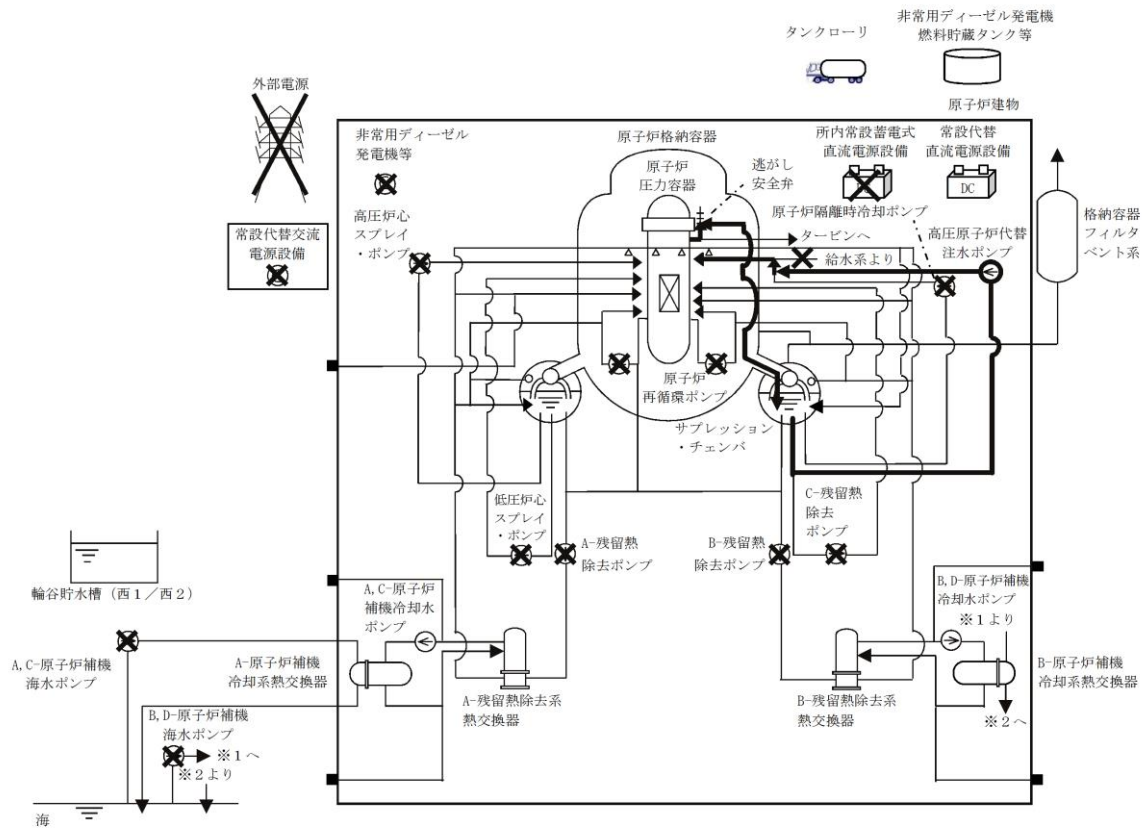 タンクローリ
非常用ディーゼル発電機
燃料貯蔵タンク等
外部電源
原子炉建物
非常用ディーゼル
発電機等
原子炉格納容器
原子炉
圧力容器
逃がし
安全弁
所内常設蓄電式
直流電源設備
常設代替
直流電源設備
DC
原子炉隔離時冷却ポンプ
高圧炉心
スプレイ
・ポンプ
常設代替交流
電源設備
タービンへ
給水系より
高圧原子炉代替
注水ポンプ
格納容器
フィルタ
ベント系
原子炉
再循環ポンプ
サプレッション
・チェンバ
低圧炉心
スプレイ
・ポンプ
A-残留熱
除去ポンプ
B-残留熱
除去ポンプ
C-残留熱
除去
ポンプ
輪谷貯水槽(西1/西2)
A,C-原子炉
補機冷却水
ポンプ
B,D-原子炉補機
冷却水ポンプ
※1より
A,C-原子炉補機
海水ポンプ
A-原子炉補機
冷却系熱交換器
B,D-原子炉補機
海水ポンプ
※1へ
※2より
A-残留熱除去系
熱交換器
B-残留熱除去系
熱交換器
B-原子炉補機
冷却系熱交換器
※2へ
海